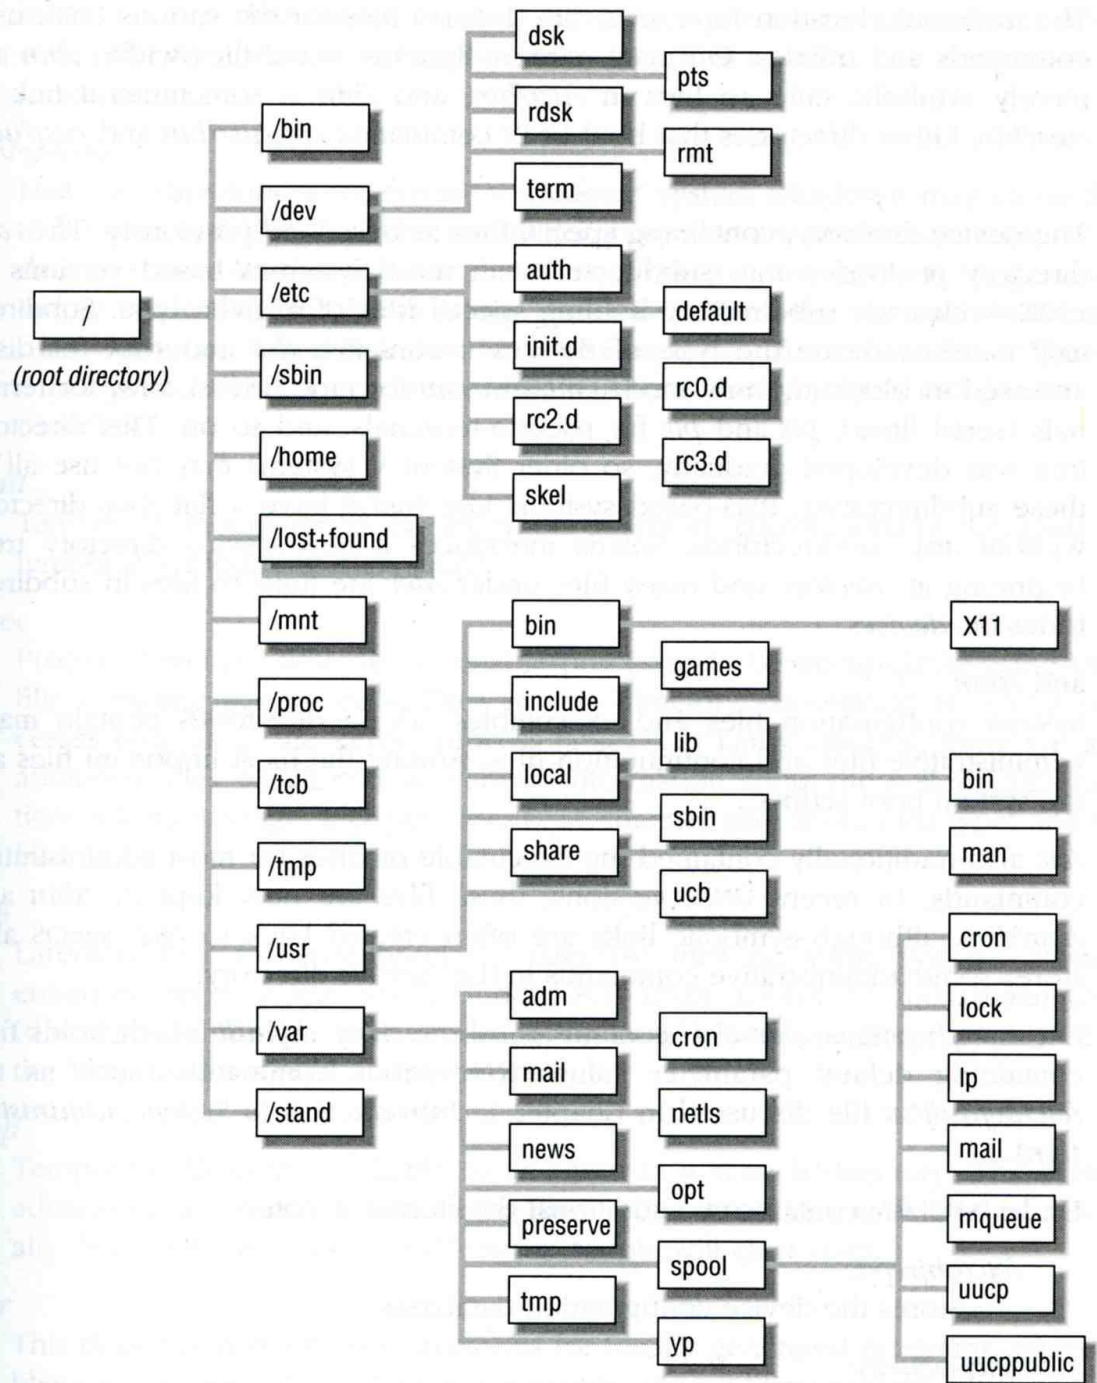 /
(root directory)
/bin
/dev
/etc
/sbin
/home
/lost+found
/mnt
/proc
/tcb
/tmp
/usr
/var
/stand
dsk
pts
rdsk
rmt
term
auth
default
init.d
rc0.d
rc2.d
rc3.d
skel
bin
X11
games
include
lib
local
bin
sbin
share
man
ucb
adm
cron
mail
netls
news
opt
preserve
spool
tmp
yp
cron
lock
lp
mail
mqueue
uucp
uucppublic